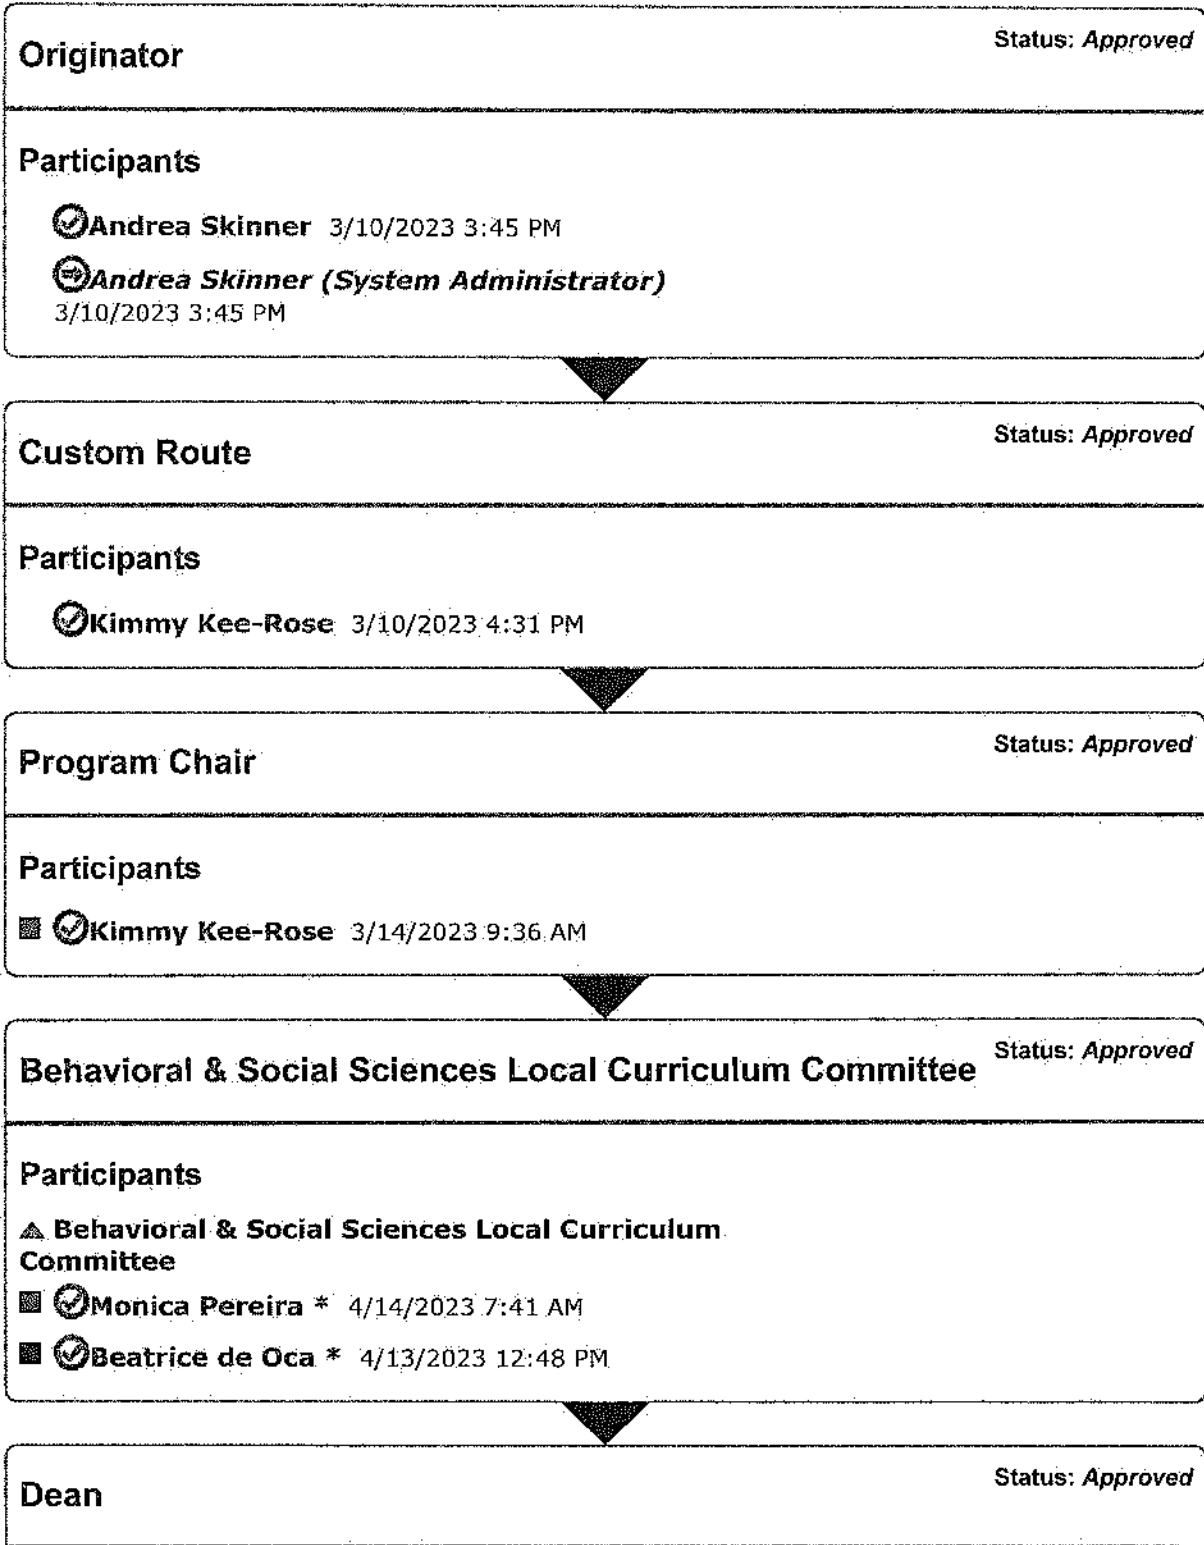 Originator
Status: Approved
Participants
Andrea Skinner 3/10/2023 3:45 PM
Andrea Skinner (System Administrator)
3/10/2023 3:45 PM
Custom Route
Status: Approved
Participants
Kimmy Kee-Rose 3/10/2023 4:31 PM
Program Chair
Status: Approved
Participants
Kimmy Kee-Rose 3/14/2023 9:36 AM
Behavioral & Social Sciences Local Curriculum Committee
Status: Approved
Participants
Behavioral & Social Sciences Local Curriculum
Committee
Monica Pereira * 4/14/2023 7:41 AM
Beatrice de Oca * 4/13/2023 12:48 PM
Dean
Status: Approved